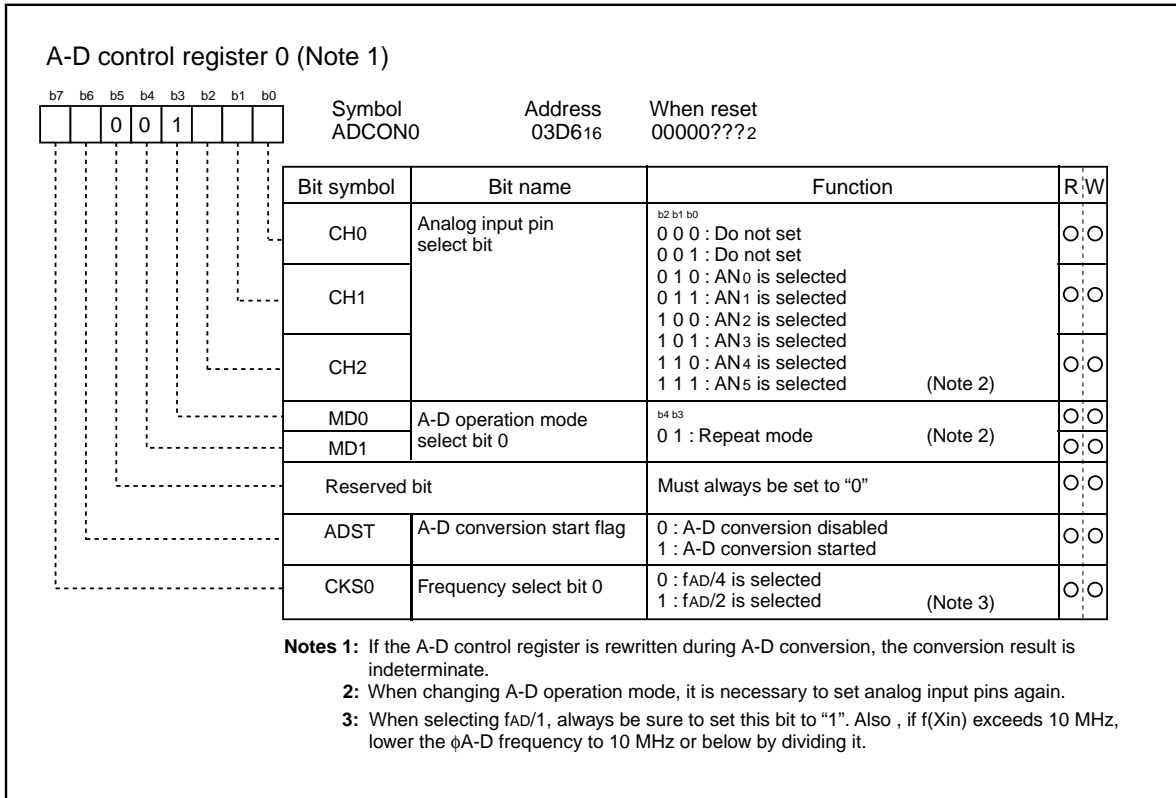 A-D control register 0 (Note 1)
b7 b6 b5 b4 b3 b2 b1 b0
0 0 1
Symbol Address When reset
ADCON0 03D616 00000???2
Bit symbol Bit name Function R W
CH0 Analog input pin
select bit
b2 b1 b0
0 0 0 : Do not set
0 0 1 : Do not set
0 1 0 : AN0 is selected
CH1 0 1 1 : AN1 is selected
1 0 0 : AN2 is selected
1 0 1 : AN3 is selected
CH2 1 1 0 : AN4 is selected
1 1 1 : AN5 is selected (Note 2)
MD0 A-D operation mode
select bit 0
MD1
b4 b3
0 1 : Repeat mode (Note 2)
Reserved bit Must always be set to “0”
ADST A-D conversion start flag 0 : A-D conversion disabled
1 : A-D conversion started
CKS0 Frequency select bit 0 0 : fAD/4 is selected
1 : fAD/2 is selected (Note 3)
Notes 1: If the A-D control register is rewritten during A-D conversion, the conversion result is
indeterminate.
2: When changing A-D operation mode, it is necessary to set analog input pins again.
3: When selecting fAD/1, always be sure to set this bit to “1”. Also , if f(Xin) exceeds 10 MHz,
lower the ϕA-D frequency to 10 MHz or below by dividing it.